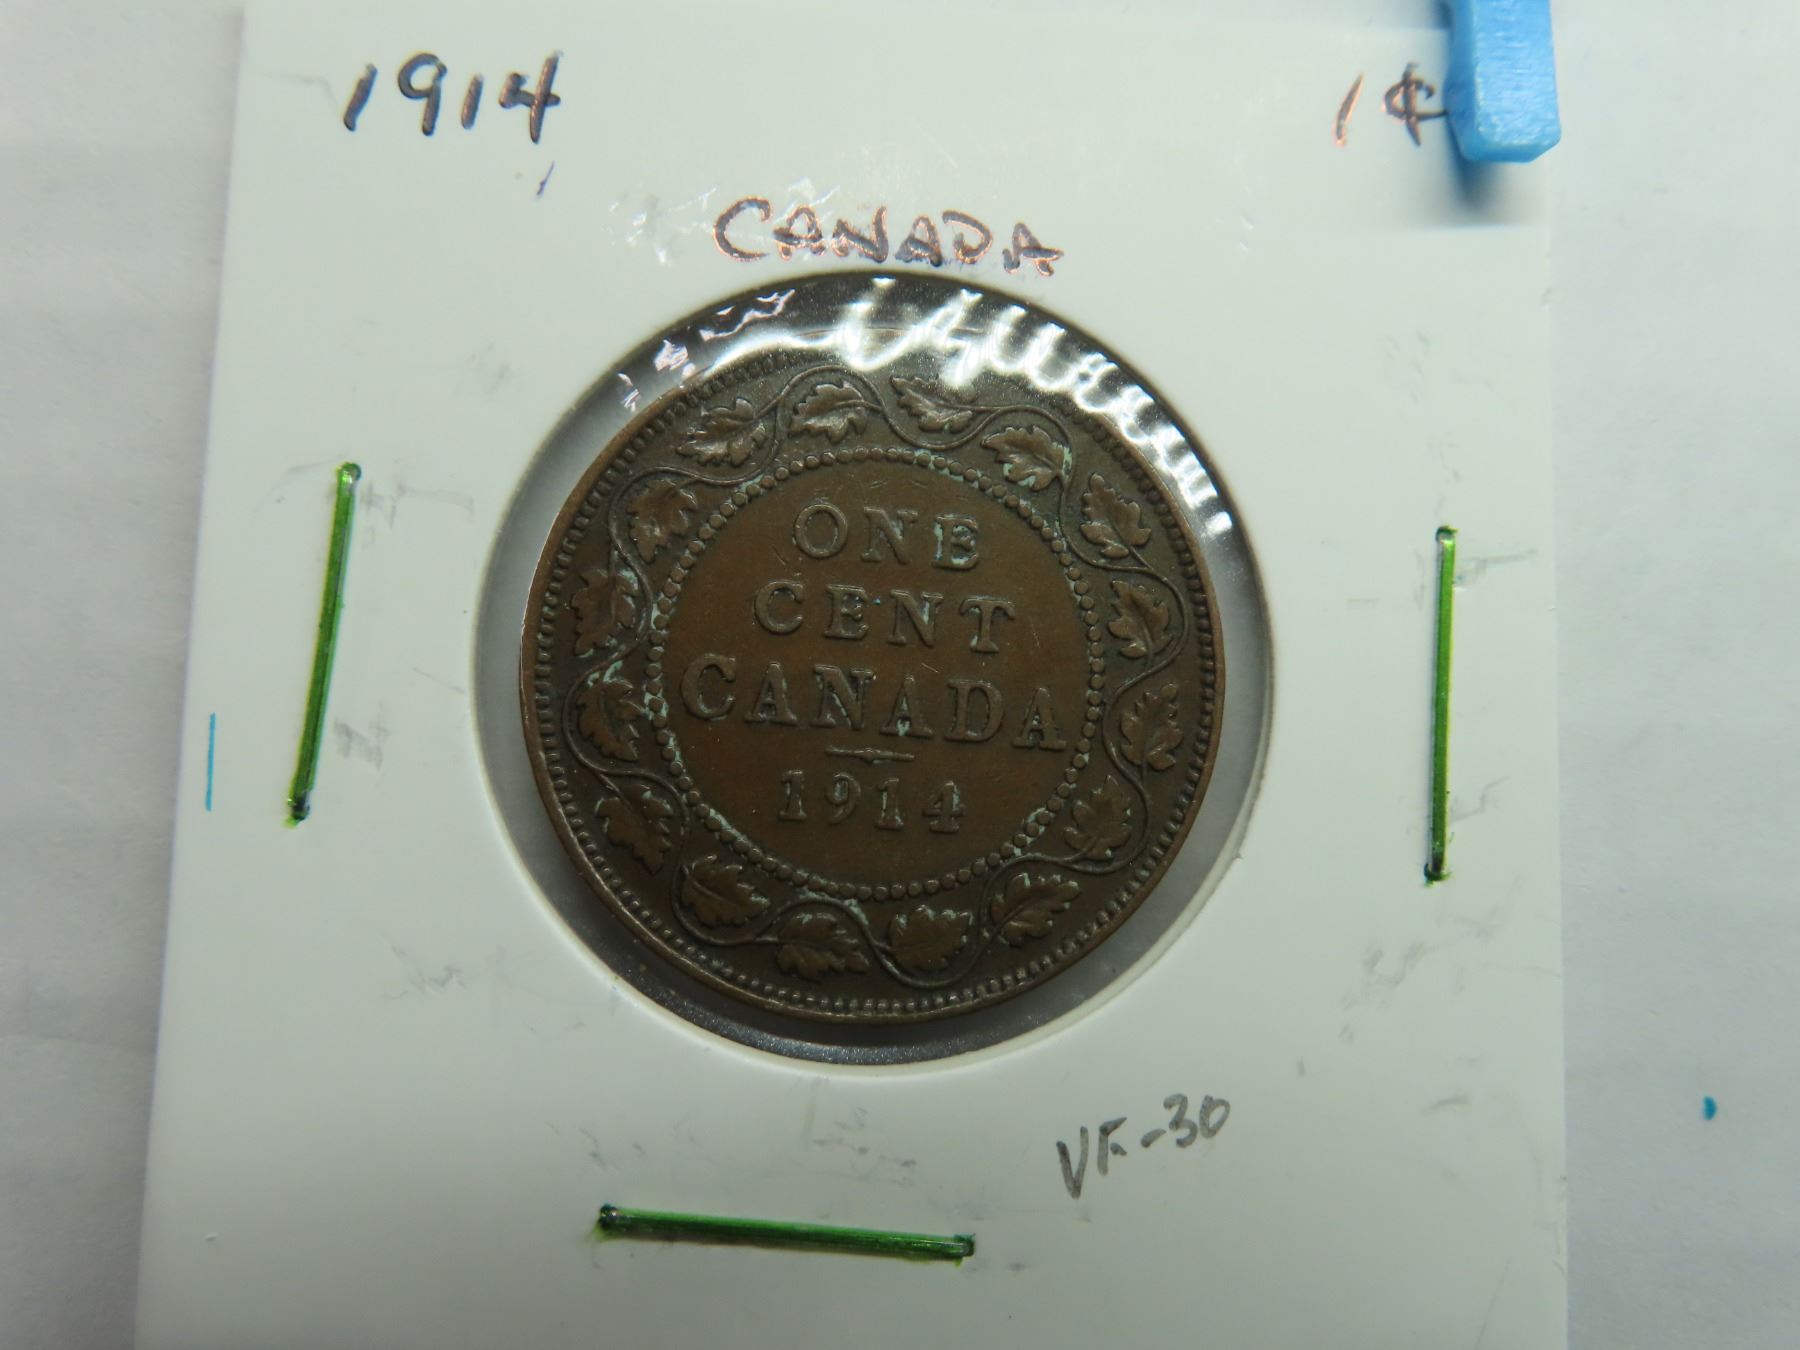 1914 1¢
CANADA
ONE
CENT
CANADA
1914
VF-30